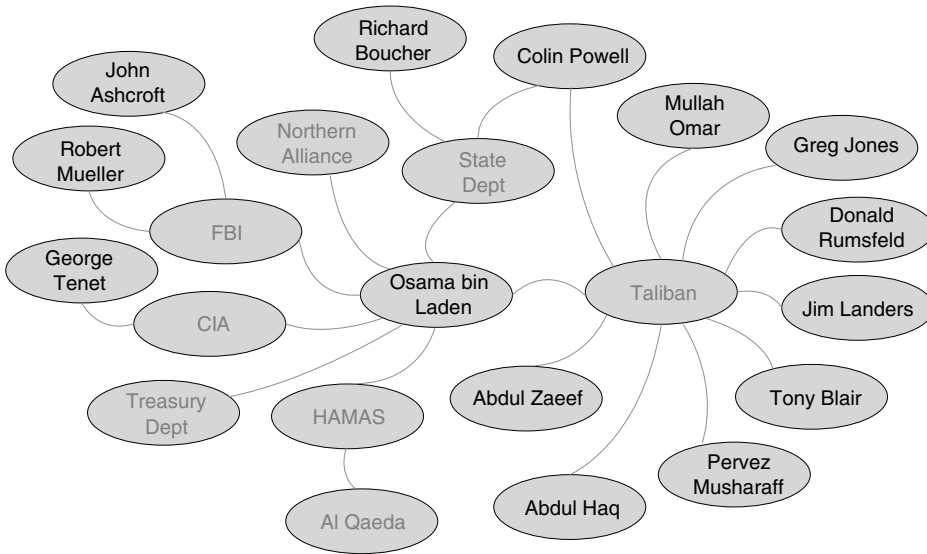 Richard
Boucher
Colin Powell
John
Ashcroft
Mullah
Omar
Northern
Alliance
Greg Jones
Robert
Mueller
State
Dept
Donald
Rumsfeld
FBI
George
Tenet
Osama bin
Laden
Taliban
Jim Landers
CIA
Treasury
Dept
HAMAS
Abdul Zaeef
Tony Blair
Pervez
Musharaff
Abdul Haq
Al Qaeda